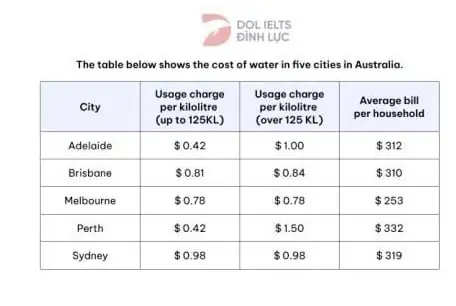 DOL IELTS
ĐÌNH LỰC
The table below shows the cost of water in five cities in Australia.
City
Usage charge
per kilolitre
(up to 125KL)
Usage charge
per kilolitre
(over 125 KL)
Average bill
per household
Adelaide $ 0.42 $ 1.00 $ 312
Brisbane $ 0.81 $ 0.84 $ 310
Melbourne $ 0.78 $ 0.78 $ 253
Perth $ 0.42 $ 1.50 $ 332
Sydney $ 0.98 $ 0.98 $ 319